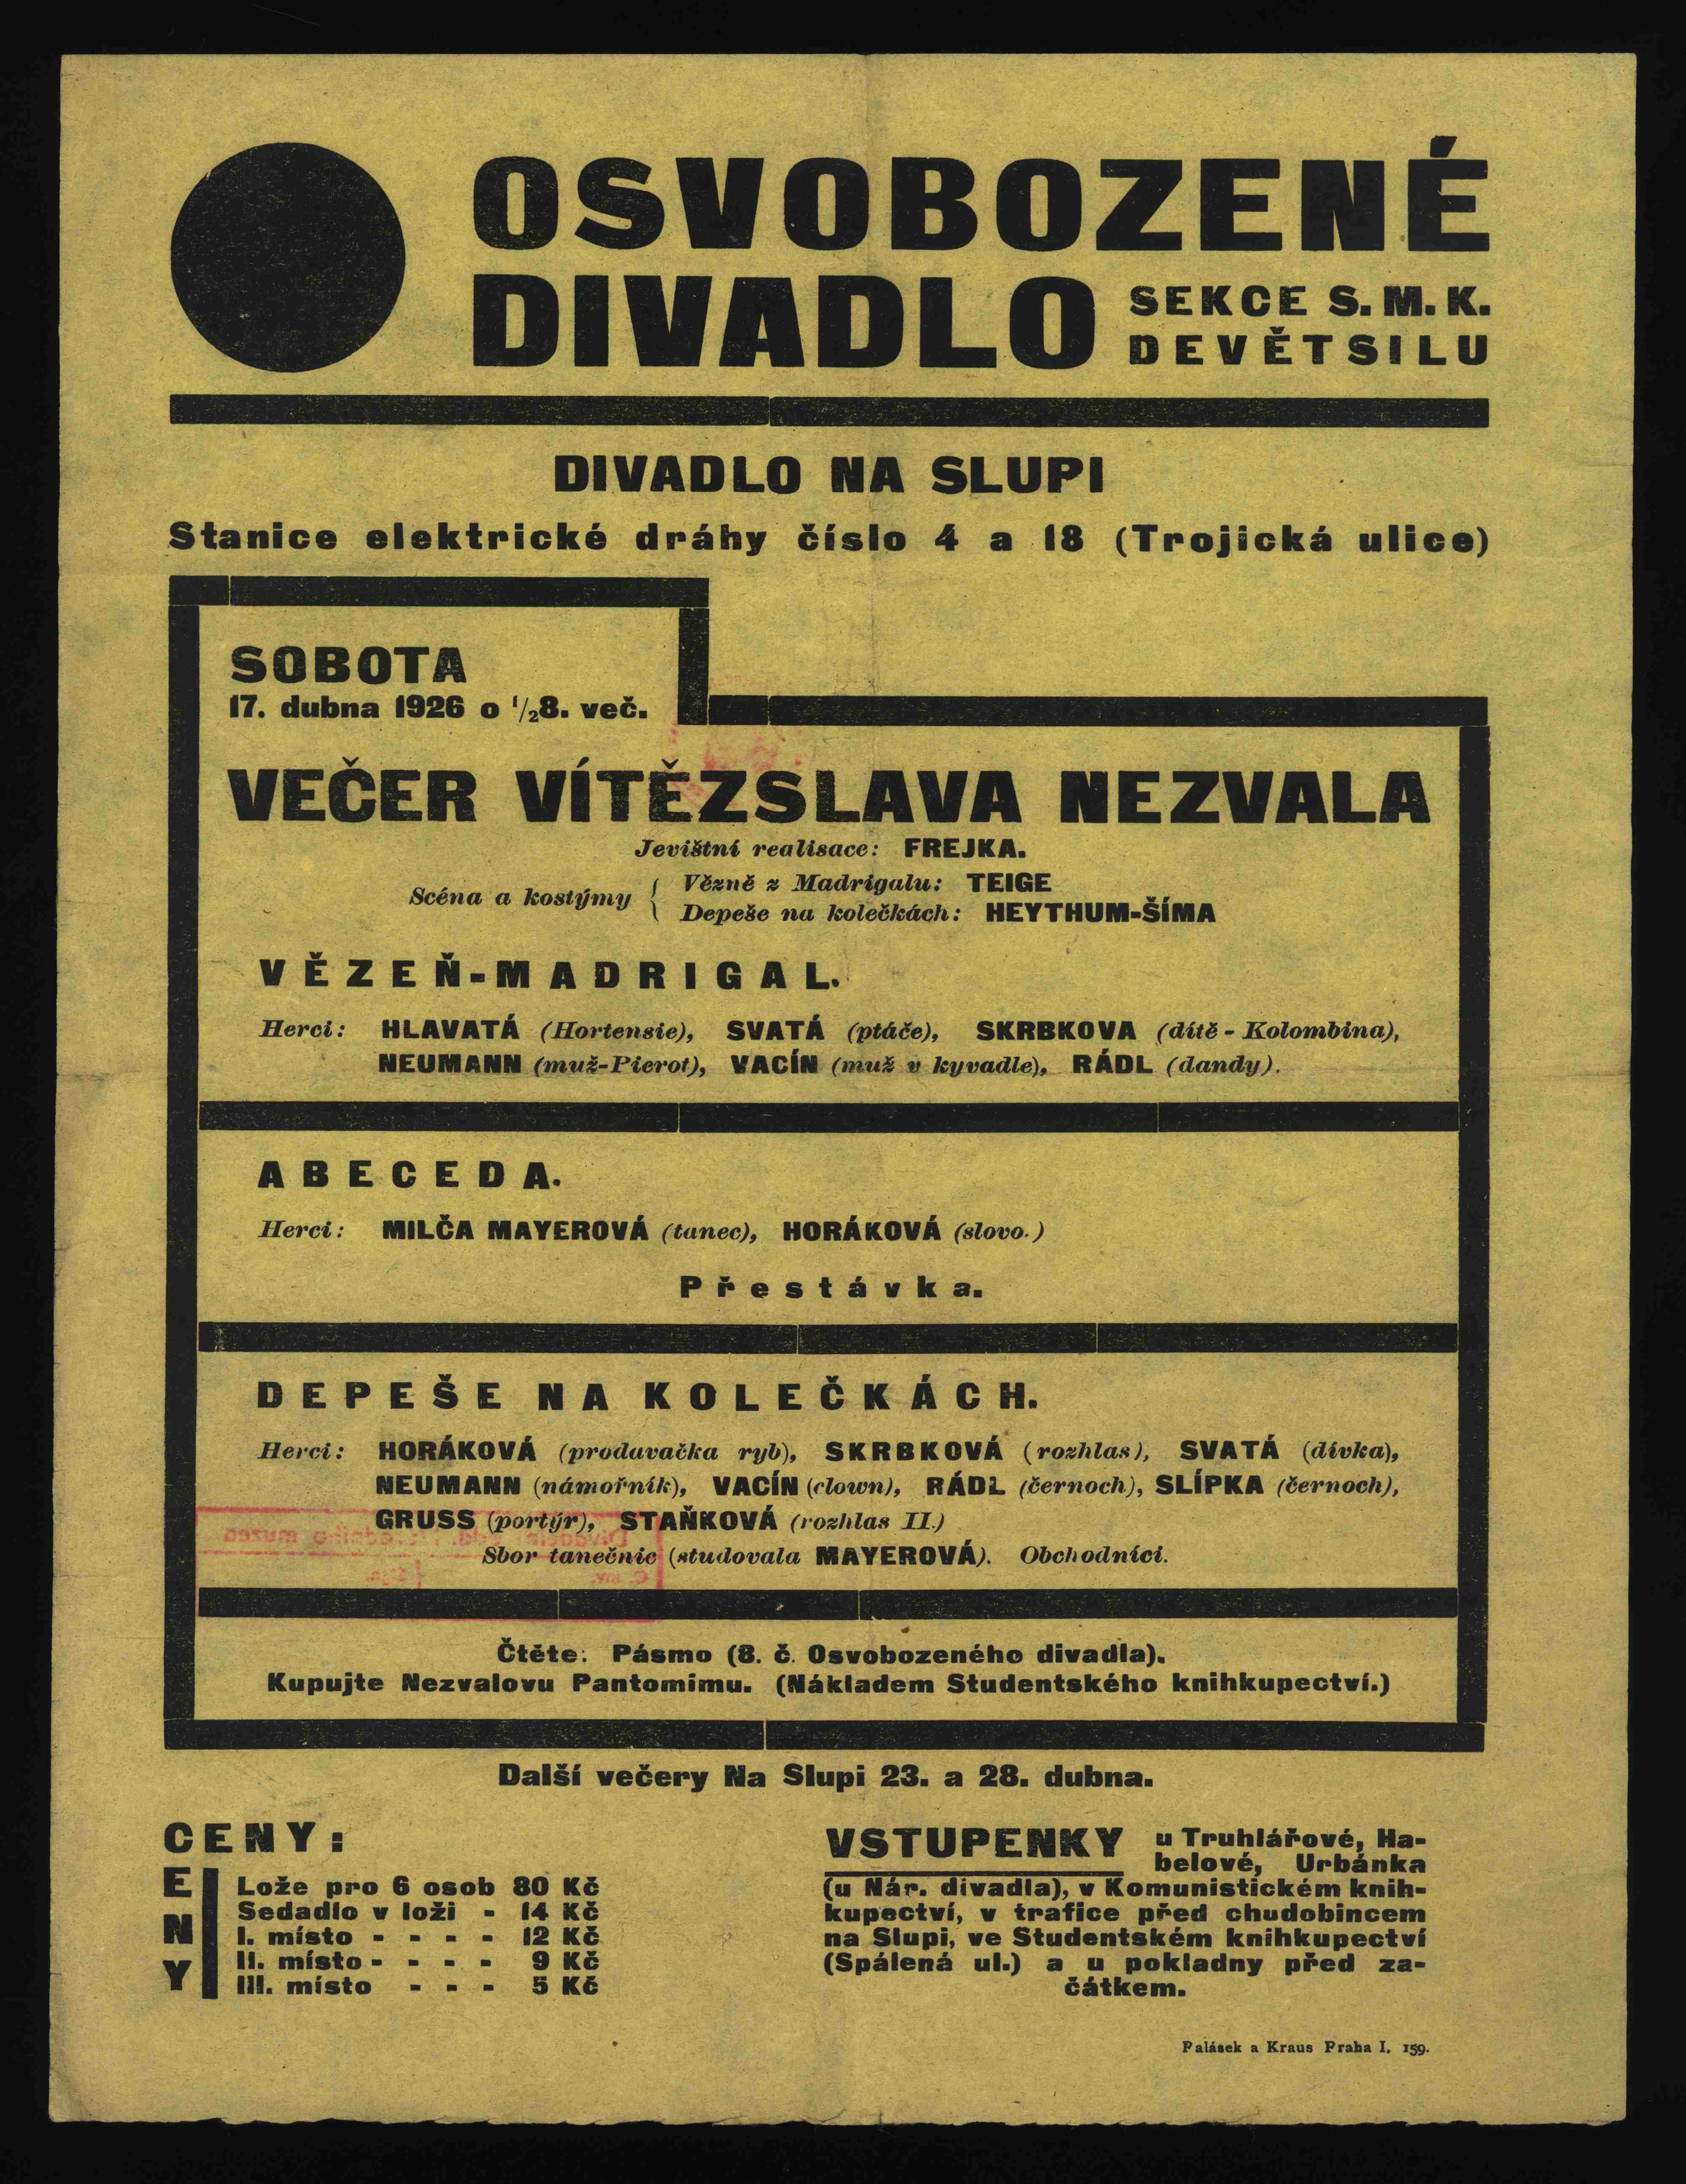 OSVOBOZENÉ
DIVADLO
SEKCE S. M. K.
DEVĚTSILU
DIVADLO NA SLUPI
Stanice elektrické dráhy číslo 4 a 18 (Trojická ulice)
SOBOTA
17. dubna 1926 o 1/28. več.
VEČER VÍTĚZSLAVA NEZVALA
Jevištní realisace: FREJKA.
Scéna a kostýmy { Vězně z Madrigalu: TEIGE
Depeše na kolečkách: HEYTHUM-ŠÍMA
VĚZEŇ-MADRIGAL.
Herci: HLAVATÁ (Hortensie), SVATÁ (ptáče), SKRBKOVA (dítě - Kolombina),
NEUMANN (muž-Pierot), VACÍN (muž v kyvadle), RÁDL (dandy).
ABECEDA.
Herci: MILČA MAYEROVÁ (tanec), HORÁKOVÁ (slovo.)
Přestávka.
DEPEŠE NA KOLEČKÁCH.
Herci: HORÁKOVÁ (prodavačka ryb), SKRBKOVÁ (rozhlas), SVATÁ (dívka),
NEUMANN (námořník), VACÍN (clown), RÁDL (černoch), SLÍPKA (černoch),
GRUSS (portýr), STAŇKOVÁ (rozhlas II.)
Sbor tanečnic (studovala MAYEROVÁ). Obchodníci.
Čtěte: Pásmo (8. č. Osvobozeného divadla).
Kupujte Nezvalovu Pantomimu. (Nákladem Studentského knihkupectví.)
Další večery Na Slupi 23. a 28. dubna.
CENY:
E
N
Y
Lože pro 6 osob 80 Kč
Sedadlo v loži - 14 Kč
I. místo - - - - 12 Kč
II. místo - - - - 9 Kč
III. místo - - - 5 Kč
VSTUPENKY u Truhlářové, Ha-
belové, Urbánka
(u Nár. divadla), v Komunistickém knih-
kupectví, v trafice před chudobincem
na Slupi, ve Studentském knihkupectví
(Spálená ul.) a u pokladny před za-
čátkem.
Palásek a Kraus Praha I, 159.